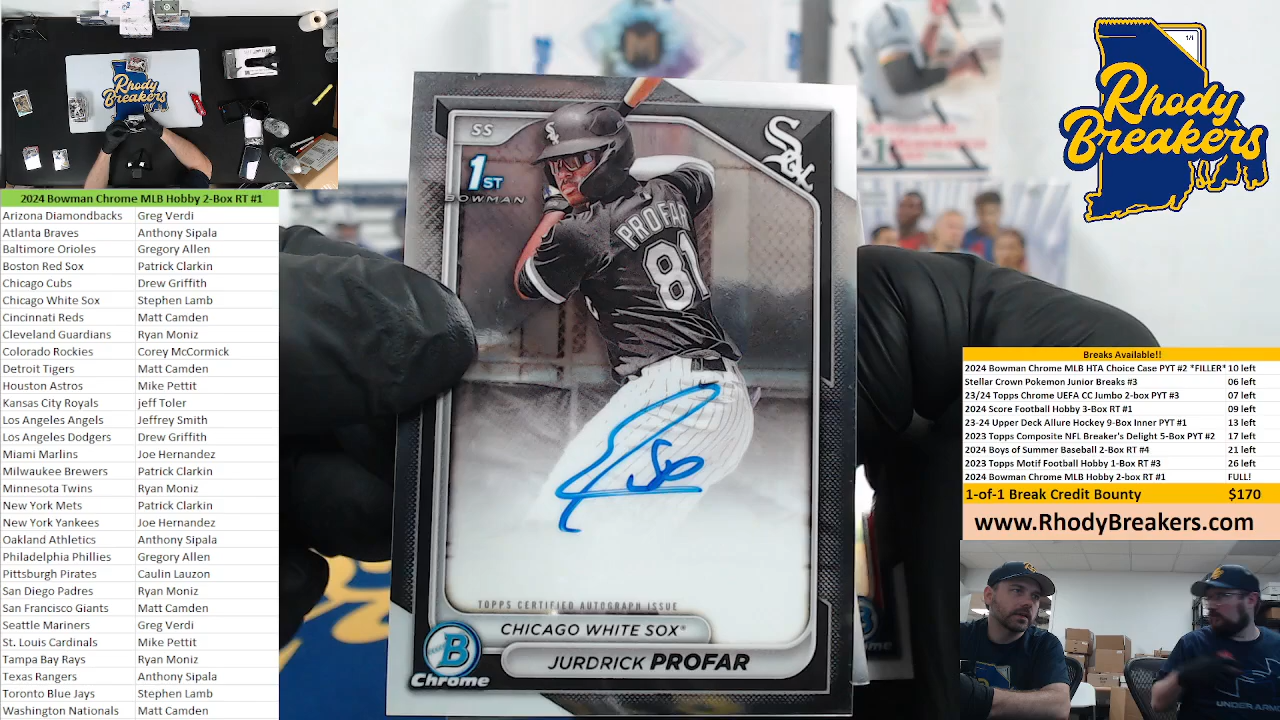 Rhody
Breakers
2024 Bowman Chrome MLB Hobby 2-Box RT #1
Arizona Diamondbacks Greg Verdi
Atlanta Braves Anthony Sipala
Baltimore Orioles Gregory Allen
Boston Red Sox Patrick Clarkin
Chicago Cubs Drew Griffith
Chicago White Sox Stephen Lamb
Cincinnati Reds Matt Camden
Cleveland Guardians Ryan Moniz
Colorado Rockies Corey McCormick
Detroit Tigers Matt Camden
Houston Astros Mike Pettit
Kansas City Royals jeff Toler
Los Angeles Angels Jeffrey Smith
Los Angeles Dodgers Drew Griffith
Miami Marlins Joe Hernandez
Milwaukee Brewers Patrick Clarkin
Minnesota Twins Ryan Moniz
New York Mets Patrick Clarkin
New York Yankees Joe Hernandez
Oakland Athletics Anthony Sipala
Philadelphia Phillies Gregory Allen
Pittsburgh Pirates Caulin Lauzon
San Diego Padres Ryan Moniz
San Francisco Giants Matt Camden
Seattle Mariners Greg Verdi
St. Louis Cardinals Mike Pettit
Tampa Bay Rays Ryan Moniz
Texas Rangers Anthony Sipala
Toronto Blue Jays Stephen Lamb
Washington Nationals Matt Camden
SS
1ST
BOWMAN
Sox
PROFAR
81
TOPPS CERTIFIED AUTOGRAPH ISSUE
CHICAGO WHITE SOX®
JURDRICK PROFAR
B
Chrome
1/1
Rhody
Breakers
Breaks Available!!
2024 Bowman Chrome MLB HTA Choice Case PYT #2 *FILLER* 10 left
Stellar Crown Pokemon Junior Breaks #3 06 left
23/24 Topps Chrome UEFA CC Jumbo 2-box PYT #3 07 left
2024 Score Football Hobby 3-Box RT #1 09 left
23-24 Upper Deck Allure Hockey 9-Box Inner PYT #1 13 left
2023 Topps Composite NFL Breaker's Delight 5-Box PYT #2 17 left
2024 Boys of Summer Baseball 2-Box RT #4 21 left
2023 Topps Motif Football Hobby 1-Box RT #3 26 left
2024 Bowman Chrome MLB Hobby 2-box RT #1 FULL!
1-of-1 Break Credit Bounty $170
www.RhodyBreakers.com
UNDER ARMO